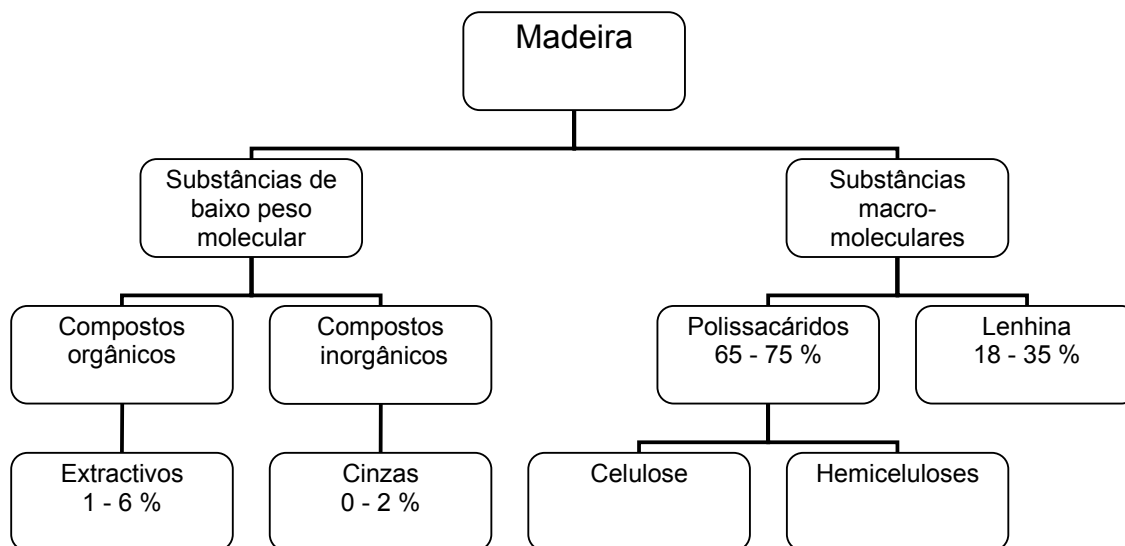 Madeira
Substâncias de
baixo peso
molecular
Substâncias
macro-
moleculares
Compostos
orgânicos
Compostos
inorgânicos
Polissacáridos
65 - 75 %
Lenhina
18 - 35 %
Extractivos
1 - 6 %
Cinzas
0 - 2 %
Celulose
Hemiceluloses